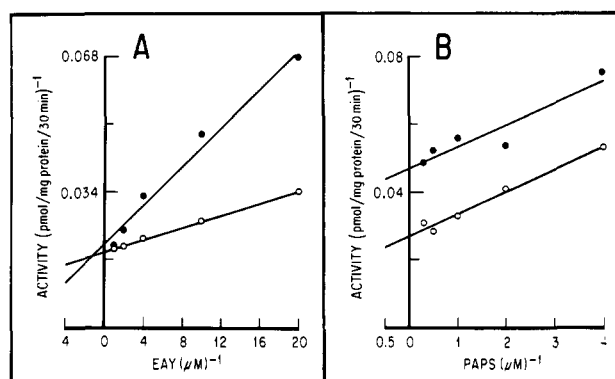 A
0.068
0.034
ACTIVITY (pmol/mg protein/30 min)⁻¹
4 0 4 8 12 16 20
EAY (μM)⁻¹
B
0.08
0.04
ACTIVITY (pmol/mg protein/30 min)⁻¹
0.5 0 1 2 3 4
PAPS (μM)⁻¹